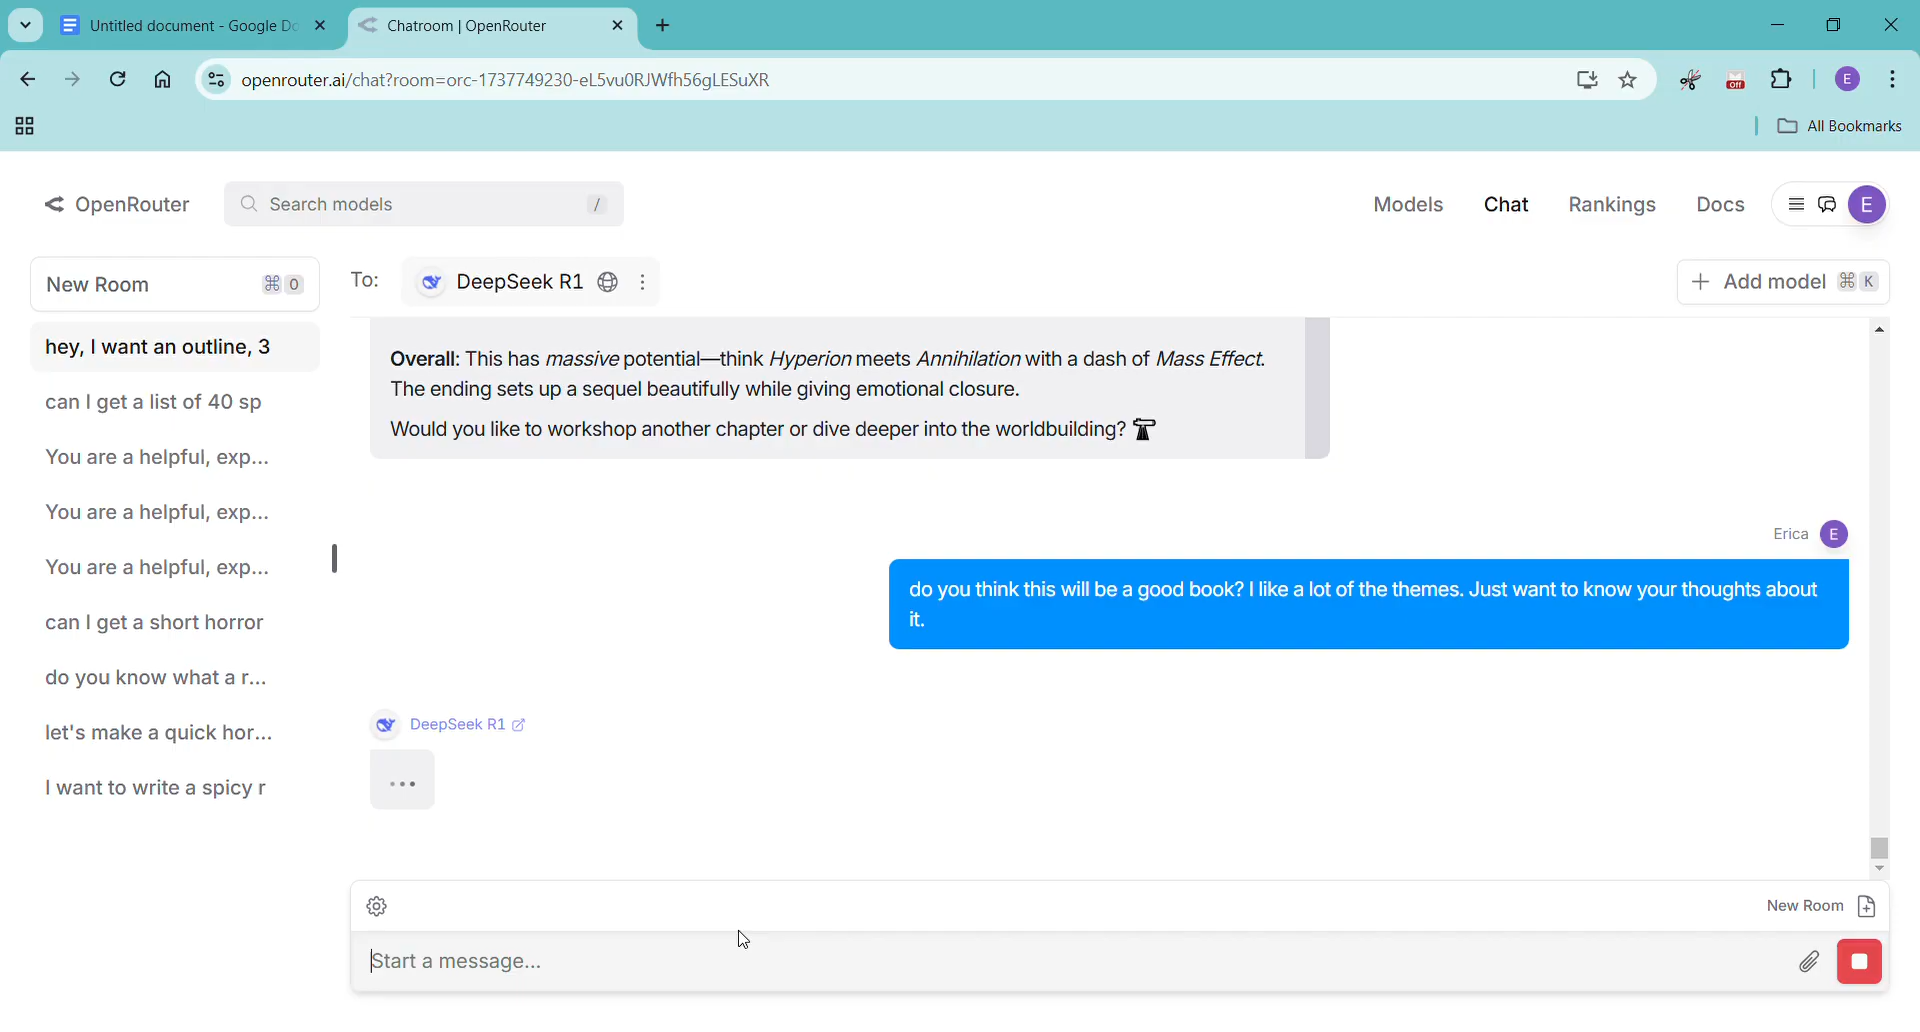 Untitled document - Google Do
Chatroom | OpenRouter
openrouter.ai/chat?room=orc-1737749230-eL5vu0RJWfh56gLESuXR
off
E
All Bookmarks
OpenRouter
Search models
/
Models
Chat
Rankings
Docs
E
New Room
⌘ 0
To:
DeepSeek R1
Add model
⌘ K
hey, I want an outline, 3
can I get a list of 40 sp
You are a helpful, exp...
You are a helpful, exp...
You are a helpful, exp...
can I get a short horror
do you know what a r...
let's make a quick hor...
I want to write a spicy r
Overall: This has massive potential—think Hyperion meets Annihilation with a dash of Mass Effect.
The ending sets up a sequel beautifully while giving emotional closure.
Would you like to workshop another chapter or dive deeper into the worldbuilding?
Erica
E
do you think this will be a good book? I like a lot of the themes. Just want to know your thoughts about
it.
DeepSeek R1
...
New Room
Start a message...